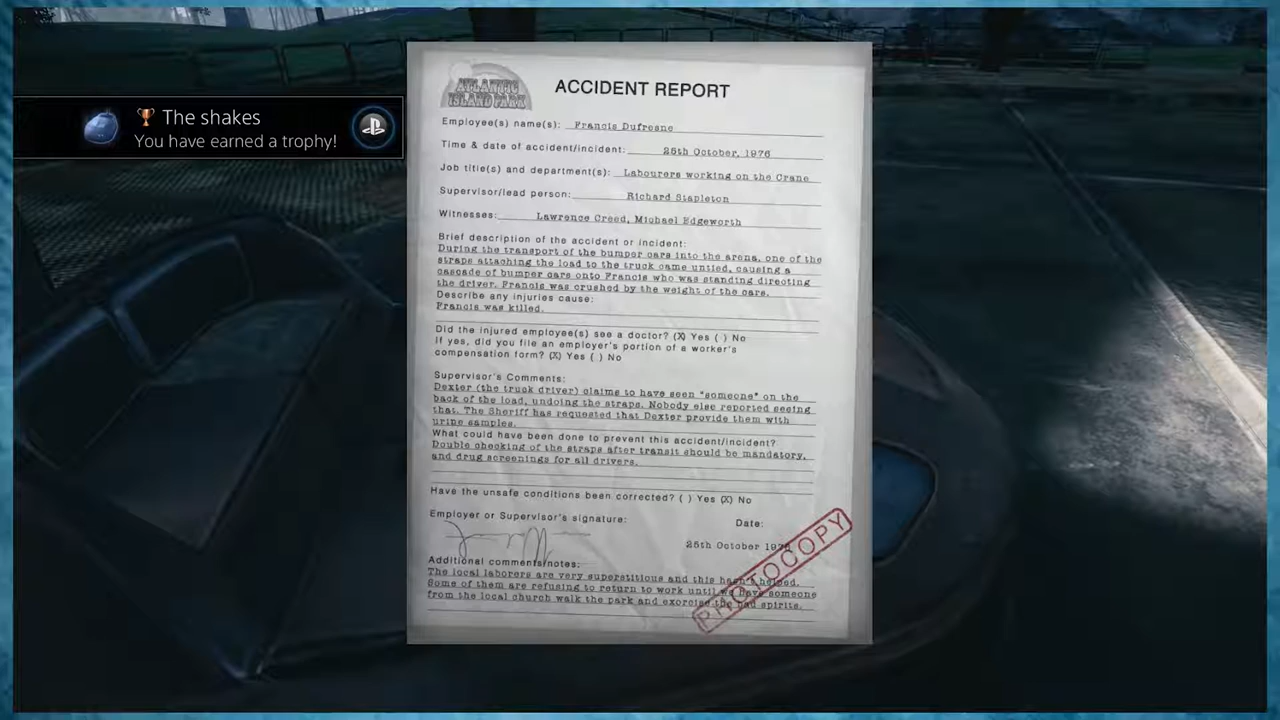 The shakes
You have earned a trophy!
ATLANTIC
ISLAND PARK
ACCIDENT REPORT
Employee(s) name(s): Francis Dufresne
Time & date of accident/incident: 25th October, 1976
Job title(s) and department(s): Labourers working on the Crane
Supervisor/lead person: Richard Stapleton
Witnesses: Lawrence Creed, Michael Edgeworth
Brief description of the accident or incident:
During the transport of the bumper cars into the arena, one of the
straps attaching the load to the truck came untied, causing a
cascade of bumper cars onto Francis who was standing directing
the driver. Francis was crushed by the weight of the cars.
Describe any injuries cause:
Francis was killed.
Did the injured employee(s) see a doctor? (X) Yes ( ) No
If yes, did you file an employer's portion of a worker's
compensation form? (X) Yes ( ) No
Supervisor's Comments:
Dexter (the truck driver) claims to have seen "someone" on the
back of the load, undoing the straps. Nobody else reported seeing
that. The Sheriff has requested that Dexter provide them with
urine samples.
What could have been done to prevent this accident/incident?
Double checking of the straps after transit should be mandatory,
and drug screenings for all drivers.
Have the unsafe conditions been corrected? ( ) Yes (X) No
Employer or Supervisor's signature:
Date:
25th October 1976
PHOTOCOPY
Additional comments/notes:
The local laborers are very superstitious and this hasn't helped.
Some of them are refusing to return to work until we have someone
from the local church walk the park and exorcise the bad spirits.